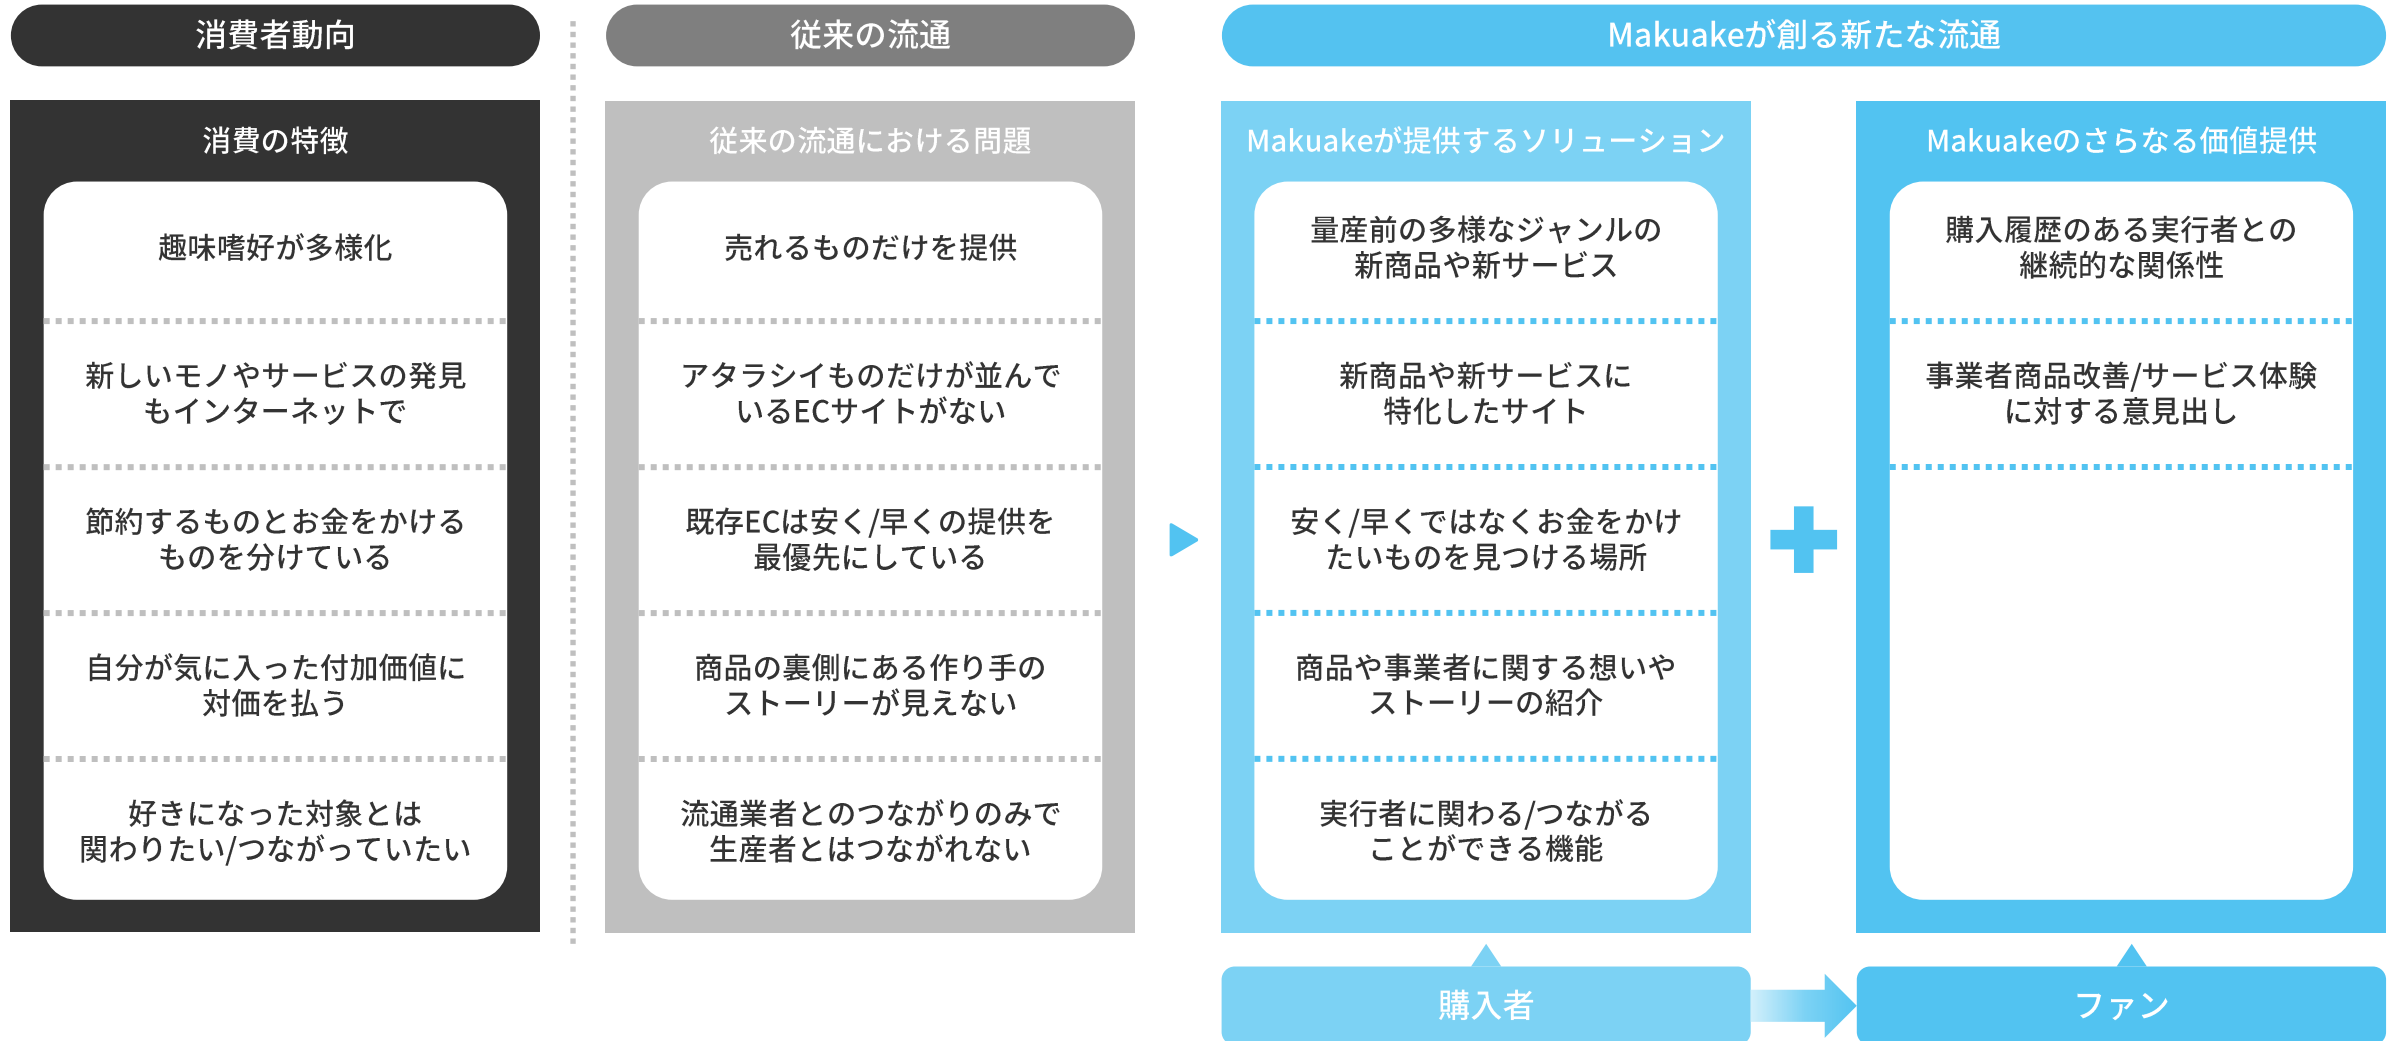 消費者動向
消費の特徴
趣味嗜好が多様化
新しいモノやサービスの発見
もインターネットで
節約するものとお金をかける
ものを分けている
自分が気に入った付加価値に
対価を払う
好きになった対象とは
関わりたい/つながっていたい
従来の流通
従来の流通における問題
売れるものだけを提供
アタラシイものだけが並んで
いるECサイトがない
既存ECは安く/早くの提供を
最優先にしている
商品の裏側にある作り手の
ストーリーが見えない
流通業者とのつながりのみで
生産者とはつながれない
Makuakeが創る新たな流通
Makuakeが提供するソリューション
量産前の多様なジャンルの
新商品や新サービス
新商品や新サービスに
特化したサイト
安く/早くではなくお金をかけ
たいものを見つける場所
商品や事業者に関する想いや
ストーリーの紹介
実行者に関わる/つながる
ことができる機能
購入者
Makuakeのさらなる価値提供
購入履歴のある実行者との
継続的な関係性
事業者商品改善/サービス体験
に対する意見出し
ファン